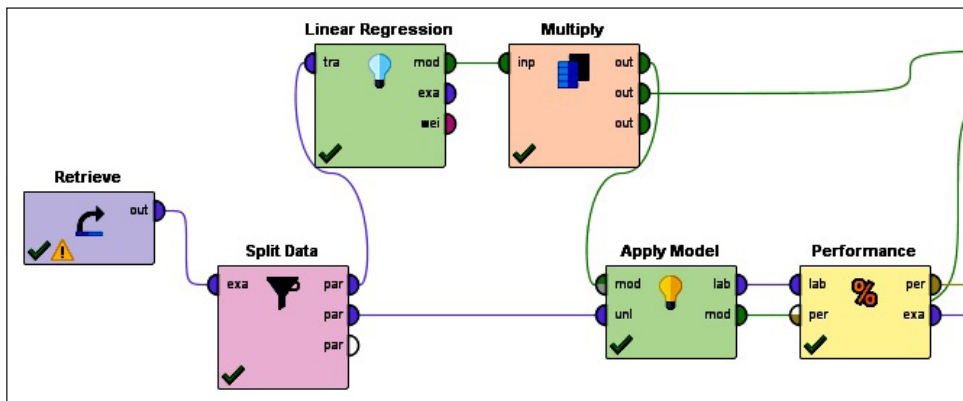 Linear Regression
tra
mod
exa
wei
Multiply
inp
out
out
out
Retrieve
out
Split Data
exa
par
par
par
Apply Model
mod
unl
lab
mod
Performance
lab
per
%
per
exa